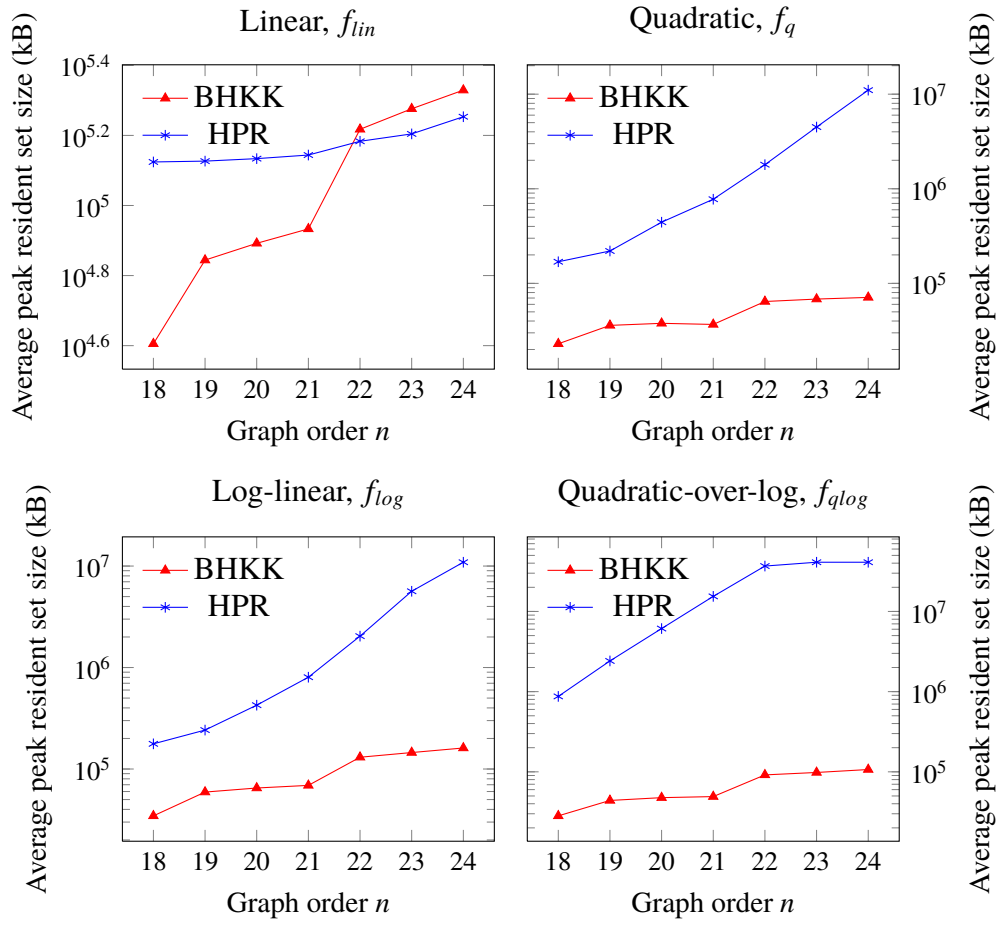 Linear, f_lin
Average peak resident set size (kB)
10^5.4
10^5.2
10^5
10^4.8
10^4.6
BHKK
HPR
18 19 20 21 22 23 24
Graph order n
Quadratic, f_q
Average peak resident set size (kB)
10^7
10^6
10^5
BHKK
HPR
18 19 20 21 22 23 24
Graph order n
Log-linear, f_log
Average peak resident set size (kB)
10^7
10^6
10^5
BHKK
HPR
18 19 20 21 22 23 24
Graph order n
Quadratic-over-log, f_qlog
Average peak resident set size (kB)
10^7
10^6
10^5
BHKK
HPR
18 19 20 21 22 23 24
Graph order n